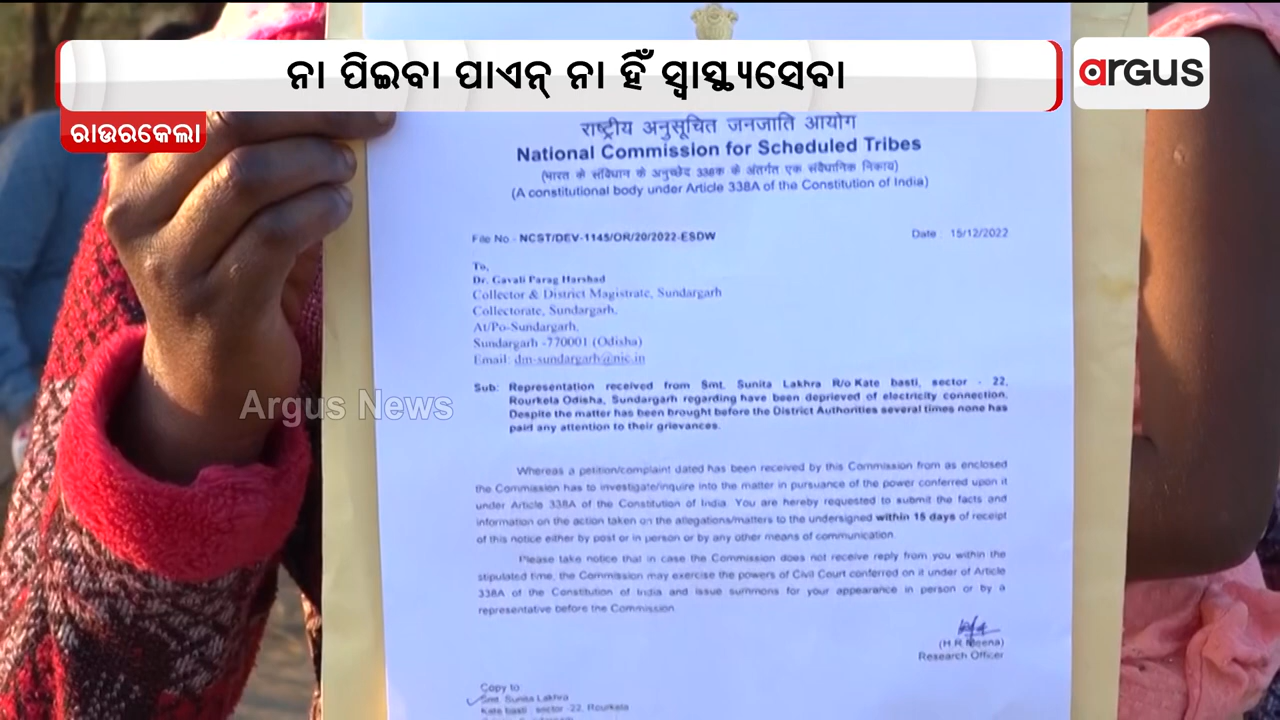 ନା ପିଇବା ପାଏନ୍ ନା ହିଁ ସ୍ୱାସ୍ଥ୍ୟସେବା
argus
ରାଉରକେଲା
राष्ट्रीय अनुसूचित जनजाति आयोग
National Commission for Scheduled Tribes
(भारत के संविधान के अनुच्छेद 338क के अंतर्गत एक संवैधानिक निकाय)
(A constitutional body under Article 338A of the Constitution of India)
File No.- NCST/DEV-1145/OR/20/2022-ESDW
Date : 15/12/2022
To,
Dr. Gavali Parag Harshad
Collector & District Magistrate, Sundargarh
Collectorate, Sundargarh,
At/Po-Sundargarh,
Sundargarh -770001 (Odisha)
Email: dm-sundargarh@nic.in
Sub: Representation received from Smt. Sunita Lakhra R/o Kate basti, sector - 22,
Rourkela Odisha, Sundargarh regarding have been deprieved of electricity connection.
Despite the matter has been brought before the District Authorities several times none has
paid any attention to their grievances.
Argus News
Whereas a petition/complaint dated has been received by this Commission from as enclosed
the Commission has to investigate/inquire into the matter in pursuance of the power conferred upon it
under Article 338A of the Constitution of India. You are hereby requested to submit the facts and
information on the action taken on the allegations/matters to the undersigned within 15 days of receipt
of this notice either by post or in person or by any other means of communication.
Please take notice that in case the Commission does not receive reply from you within the
stipulated time, the Commission may exercise the powers of Civil Court conferred on it under of Article
338A of the Constitution of India and issue summons for your appearance in person or by a
representative before the Commission.
(H.R.Meena)
Research Officer
Copy to
Smt. Sunita Lakhra
Kate basti, sector -22, Rourkela